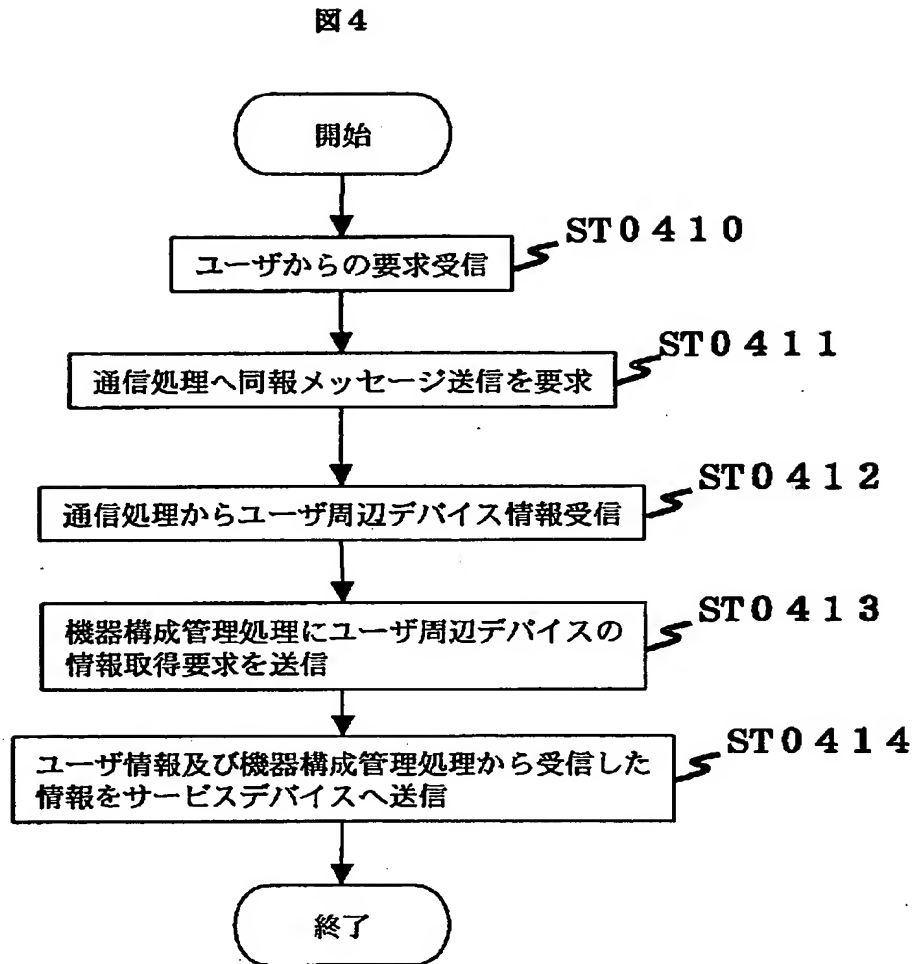 図４
開始
ST０４１０
ユーザからの要求受信
ST０４１１
通信処理へ同報メッセージ送信を要求
ST０４１２
通信処理からユーザ周辺デバイス情報受信
ST０４１３
機器構成管理処理にユーザ周辺デバイスの
情報取得要求を送信
ST０４１４
ユーザ情報及び機器構成管理処理から受信した
情報をサービスデバイスへ送信
終了